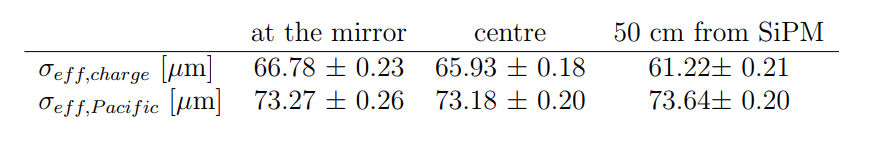 at the mirror centre 50 cm from SiPM
σeff,charge [μm] 66.78 ± 0.23 65.93 ± 0.18 61.22± 0.21
σeff,Pacific [μm] 73.27 ± 0.26 73.18 ± 0.20 73.64± 0.20